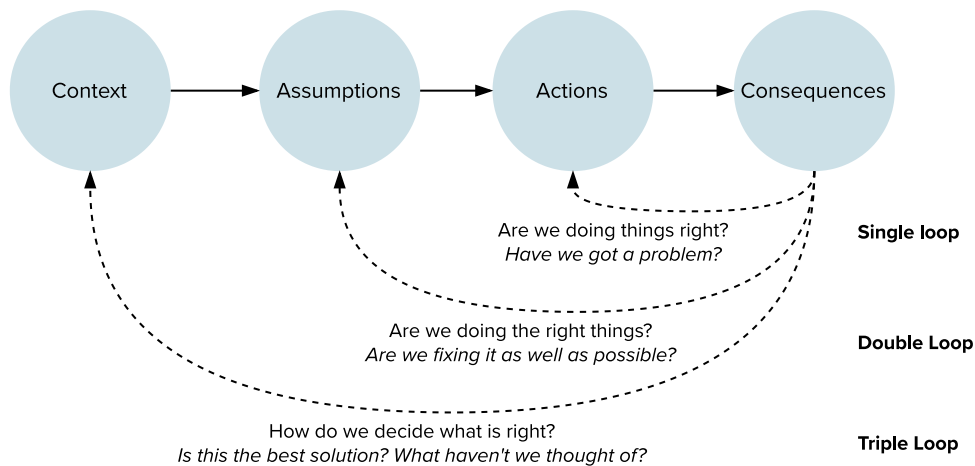 Context
Assumptions
Actions
Consequences
Are we doing things right?
Have we got a problem?
Single loop
Are we doing the right things?
Are we fixing it as well as possible?
Double Loop
How do we decide what is right?
Is this the best solution? What haven't we thought of?
Triple Loop